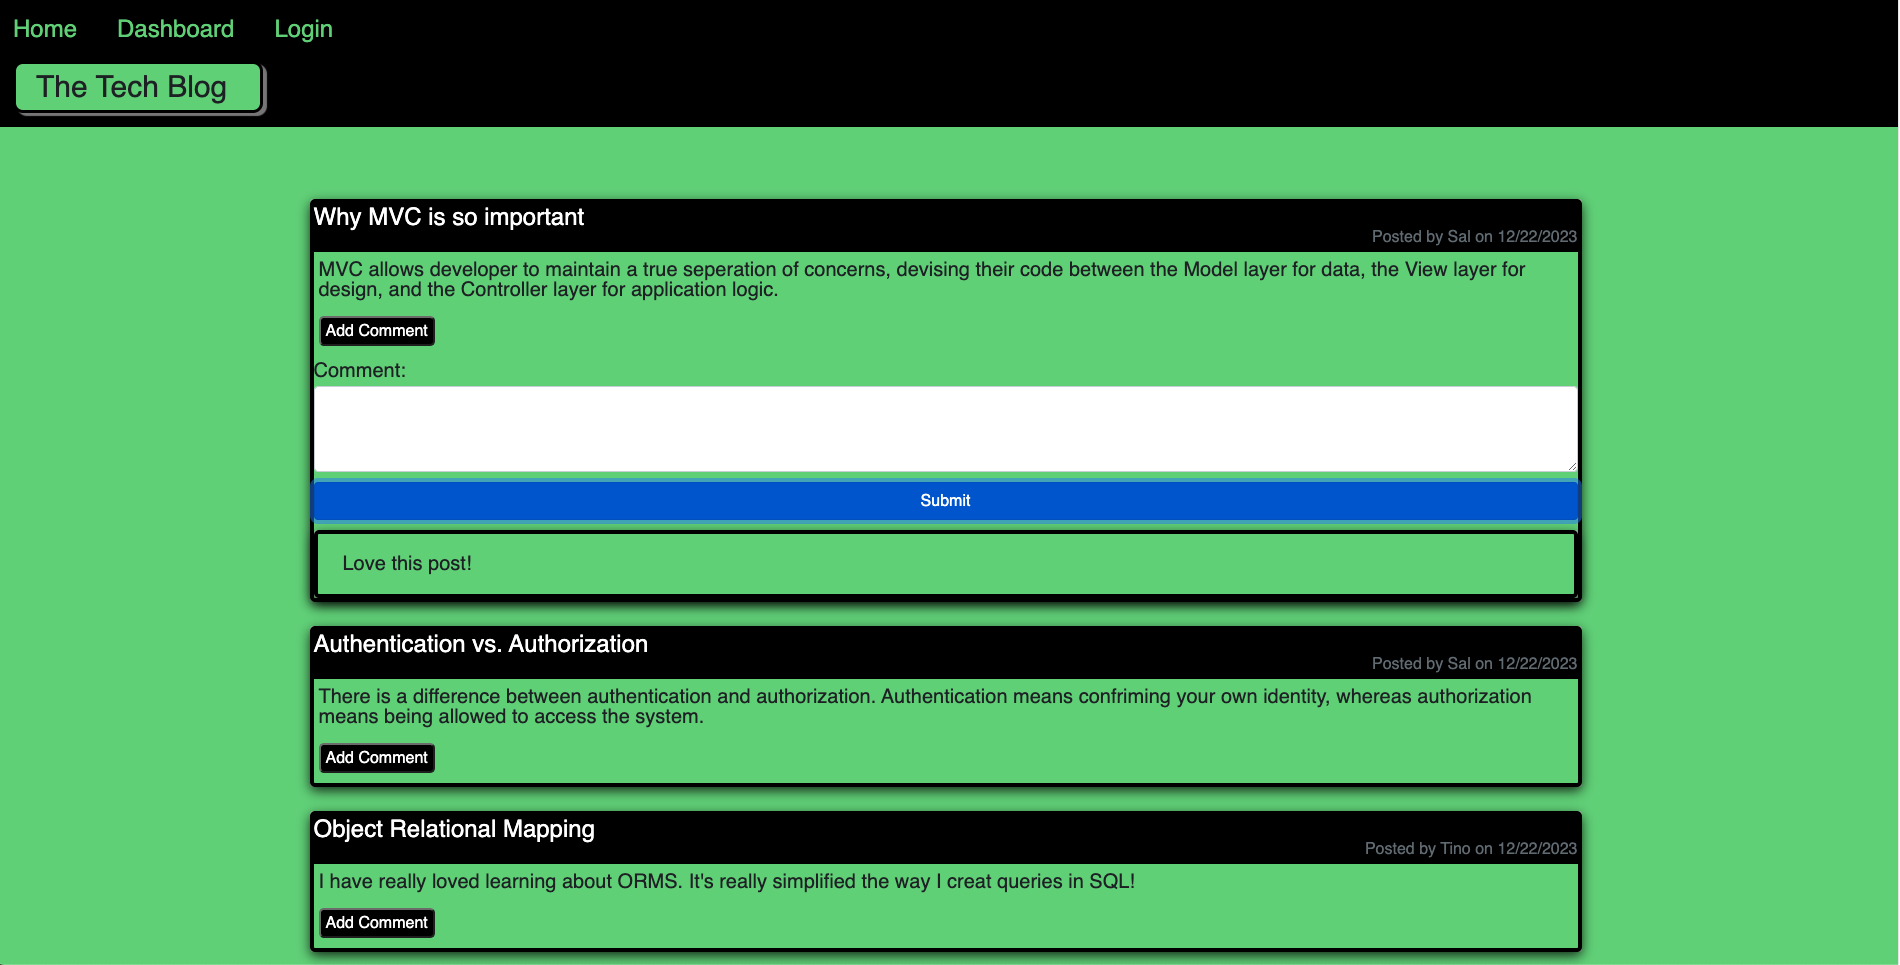 Home Dashboard Login
The Tech Blog
Why MVC is so important
Posted by Sal on 12/22/2023
MVC allows developer to maintain a true seperation of concerns, devising their code between the Model layer for data, the View layer for
design, and the Controller layer for application logic.
Add Comment
Comment:
Submit
Love this post!
Authentication vs. Authorization
Posted by Sal on 12/22/2023
There is a difference between authentication and authorization. Authentication means confriming your own identity, whereas authorization
means being allowed to access the system.
Add Comment
Object Relational Mapping
Posted by Tino on 12/22/2023
I have really loved learning about ORMS. It's really simplified the way I creat queries in SQL!
Add Comment